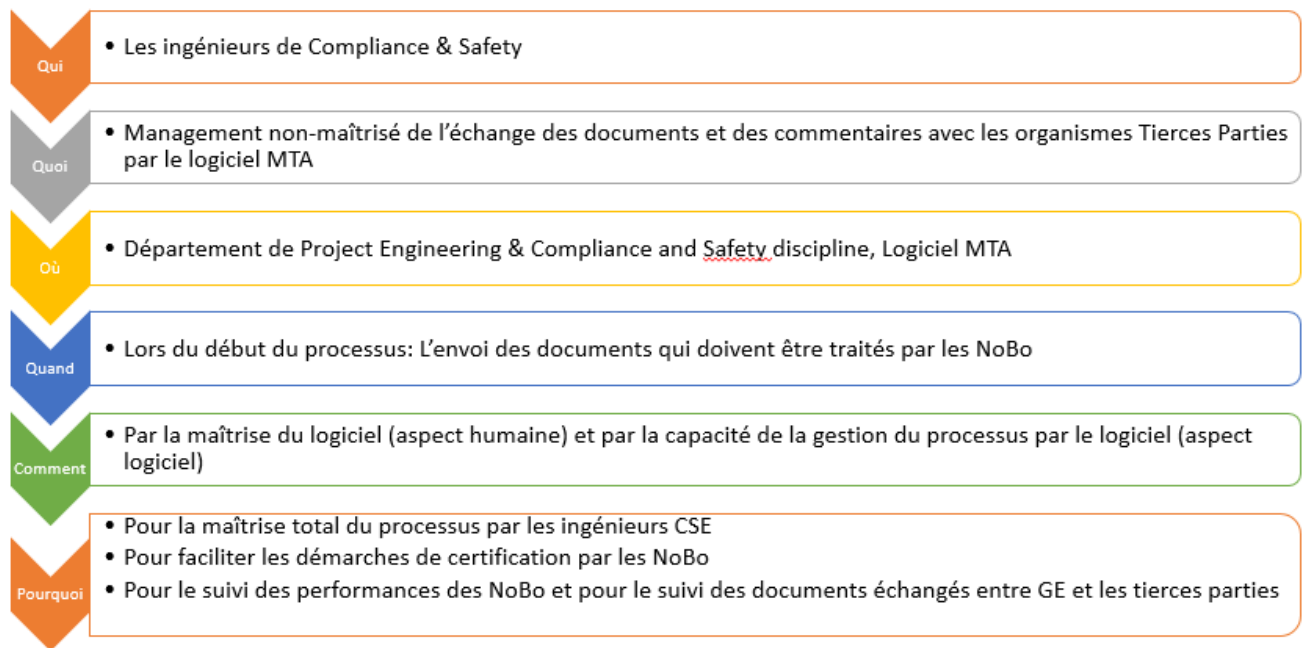 Qui
• Les ingénieurs de Compliance & Safety
Quoi
• Management non-maîtrisé de l’échange des documents et des commentaires avec les organismes Tierces Parties
par le logiciel MTA
Où
• Département de Project Engineering & Compliance and Safety discipline, Logiciel MTA
Quand
• Lors du début du processus: L’envoi des documents qui doivent être traités par les NoBo
Comment
• Par la maîtrise du logiciel (aspect humaine) et par la capacité de la gestion du processus par le logiciel (aspect
logiciel)
Pourquoi
• Pour la maîtrise total du processus par les ingénieurs CSE
• Pour faciliter les démarches de certification par les NoBo
• Pour le suivi des performances des NoBo et pour le suivi des documents échangés entre GE et les tierces parties